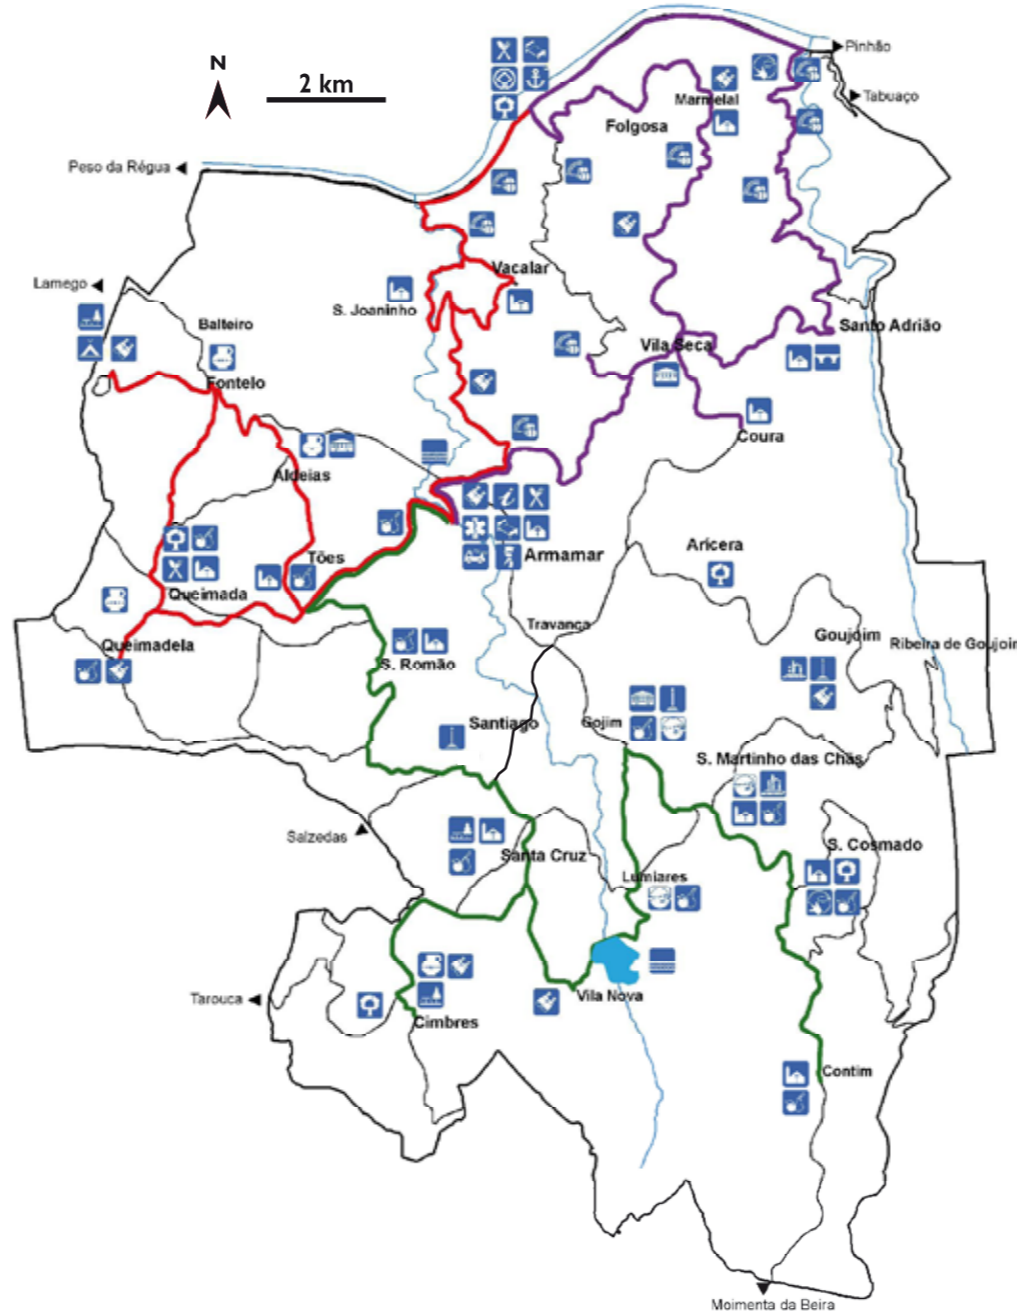 Pinhão
N
2 km
Tabuaço
Marmelal
Folgosa
Peso da Régua
Vacalar
Lamego
S. Joaninho
Balteiro
Santo Adrião
Vila Seca
Fontelo
Coura
Aldeias
Aricera
Armamar
Tões
Queimada
Travança
Goujoim
Ribeira de Goujoim
Queimadela
S. Romão
Santiago
Gojim
S. Martinho das Chãs
Salzedas
S. Cosmado
Santa Cruz
Lumiares
Vila Nova
Tarouca
Cimbres
Contim
Moimenta da Beira